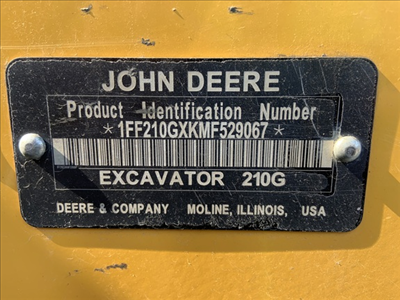 JOHN DEERE
Product Identification Number
*1FF210GXKMF529067*
EXCAVATOR 210G
DEERE & COMPANY MOLINE, ILLINOIS, USA